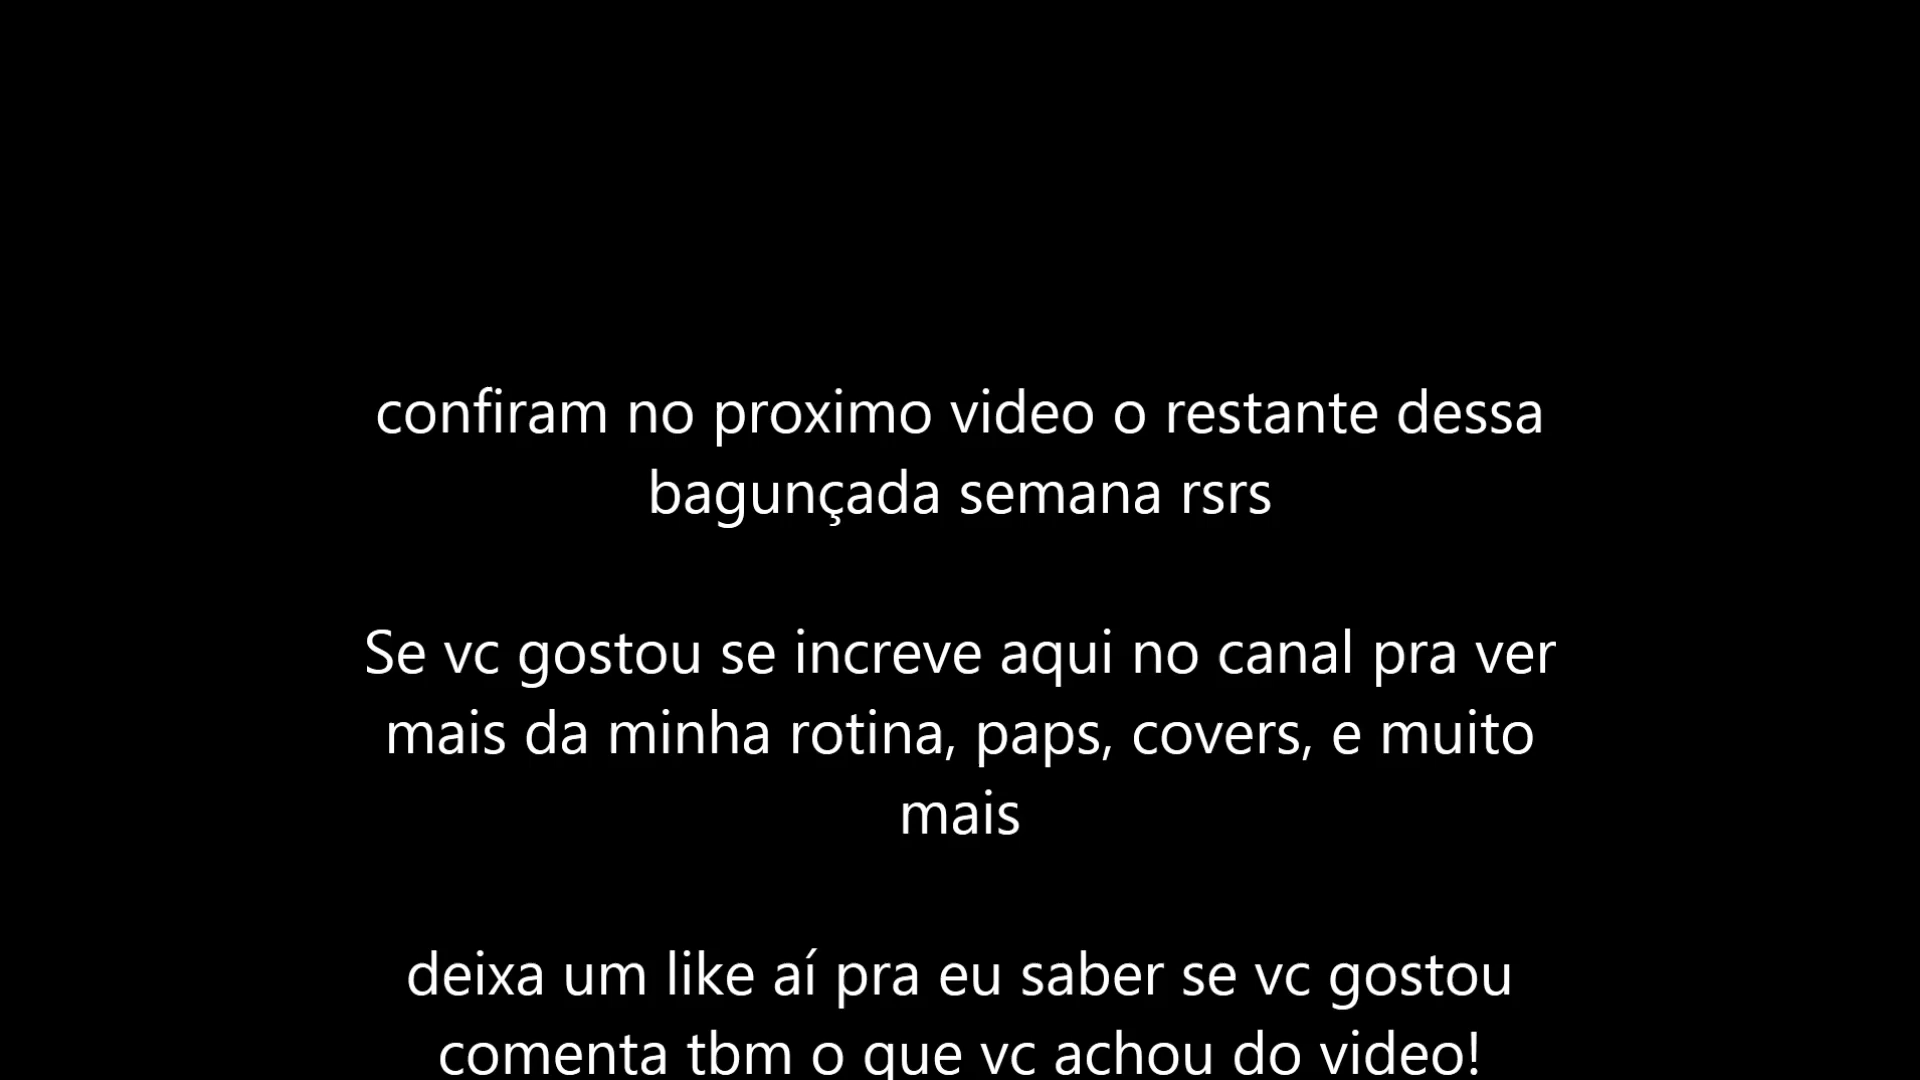 confiram no proximo video o restante dessa
bagunçada semana rsrs
Se vc gostou se increve aqui no canal pra ver
mais da minha rotina, paps, covers, e muito
mais
deixa um like aí pra eu saber se vc gostou
comenta tbm o que vc achou do video!